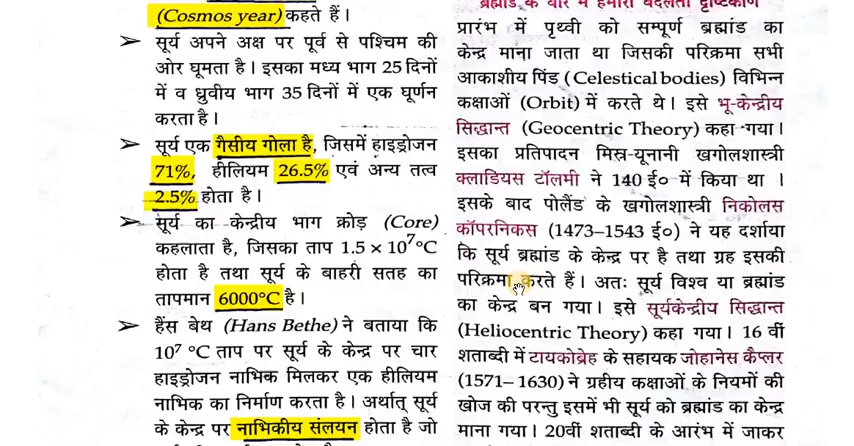 (Cosmos year) कहते हैं।
➢ सूर्य अपने अक्ष पर पूर्व से पश्चिम की
ओर घूमता है। इसका मध्य भाग 25 दिनों
में व ध्रुवीय भाग 35 दिनों में एक घूर्णन
करता है।
➢ सूर्य एक गैसीय गोला है, जिसमें हाइड्रोजन
71%, हीलियम 26.5% एवं अन्य तत्व
2.5% होता है।
➢ सूर्य का केन्द्रीय भाग क्रोड़ (Core)
कहलाता है, जिसका ताप 1.5 × 10⁷°C
होता है तथा सूर्य के बाहरी सतह का
तापमान 6000°C है।
➢ हैंस बेथ (Hans Bethe) ने बताया कि
10⁷ °C ताप पर सूर्य के केन्द्र पर चार
हाइड्रोजन नाभिक मिलकर एक हीलियम
नाभिक का निर्माण करता है। अर्थात् सूर्य
के केन्द्र पर नाभिकीय संलयन होता है जो
ब्रह्मांड के बारे में हमारा बदलता दृष्टिकोण
प्रारंभ में पृथ्वी को सम्पूर्ण ब्रह्मांड का
केन्द्र माना जाता था जिसकी परिक्रमा सभी
आकाशीय पिंड (Celestical bodies) विभिन्न
कक्षाओं (Orbit) में करते थे। इसे भू-केन्द्रीय
सिद्धान्त (Geocentric Theory) कहा गया।
इसका प्रतिपादन मिस्र-यूनानी खगोलशास्त्री
क्लाडियस टॉलमी ने 140 ई० में किया था ।
इसके बाद पोलैंड के खगोलशास्त्री निकोलस
कॉपरनिकस (1473–1543 ई०) ने यह दर्शाया
कि सूर्य ब्रह्मांड के केन्द्र पर है तथा ग्रह इसकी
परिक्रमा करते हैं। अतः सूर्य विश्व या ब्रह्मांड
का केन्द्र बन गया। इसे सूर्यकेन्द्रीय सिद्धान्त
(Heliocentric Theory) कहा गया। 16 वीं
शताब्दी में टायकोब्रेह के सहायक जोहानेस कैप्लर
(1571–1630) ने ग्रहीय कक्षाओं के नियमों की
खोज की परन्तु इसमें भी सूर्य को ब्रह्मांड का केन्द्र
माना गया। 20वीं शताब्दी के आरंभ में जाकर